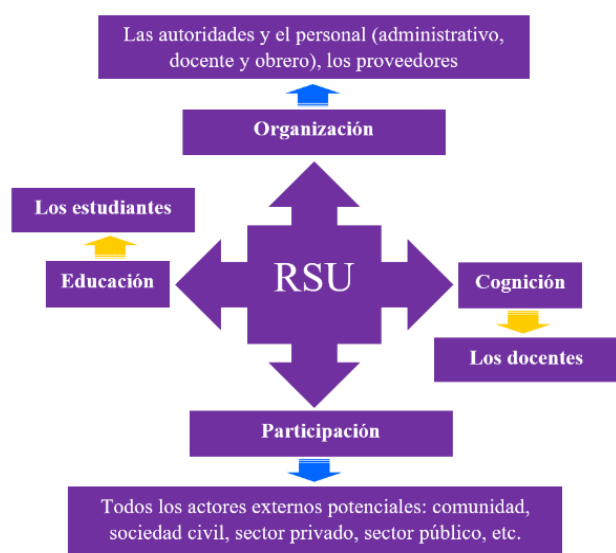 Las autoridades y el personal (administrativo,
docente y obrero), los proveedores
Organización
Los estudiantes
Educación
RSU
Cognición
Los docentes
Participación
Todos los actores externos potenciales: comunidad,
sociedad civil, sector privado, sector público, etc.